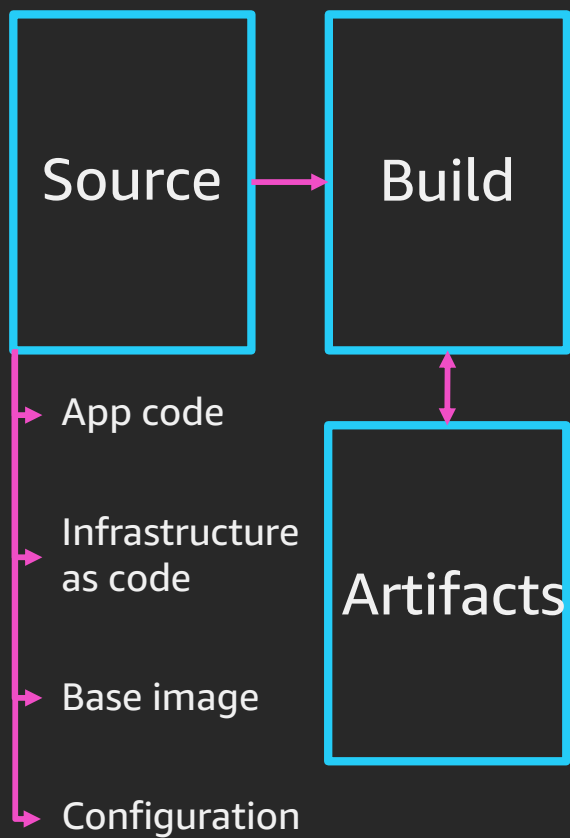 Source
Build
App code
Infrastructure
as code
Artifacts
Base image
Configuration